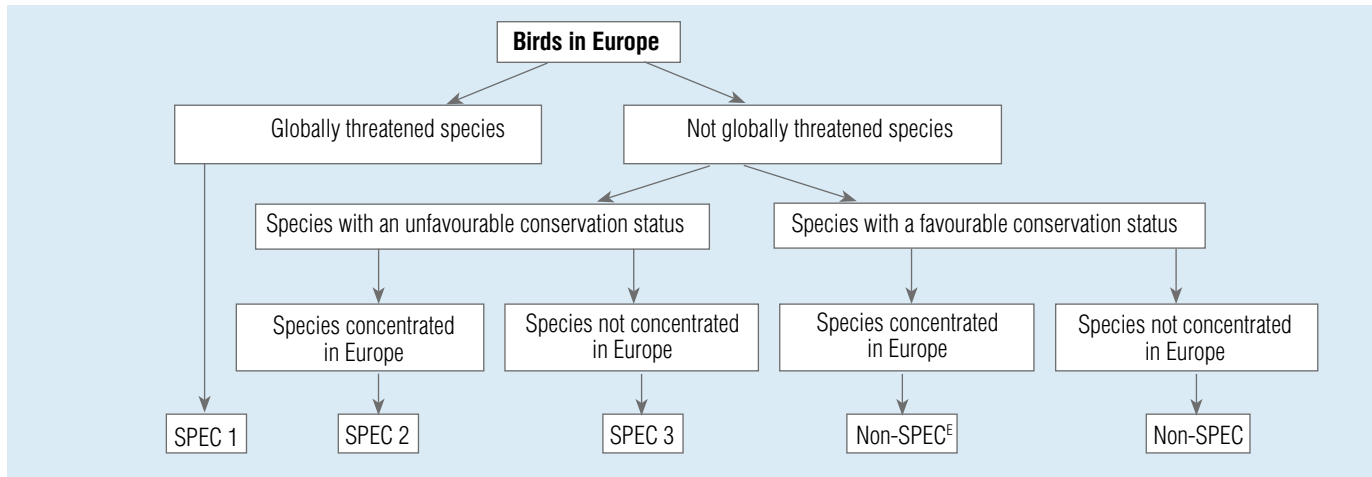 Birds in Europe
Globally threatened species
Not globally threatened species
Species with an unfavourable conservation status
Species with a favourable conservation status
Species concentrated
in Europe
Species not concentrated
in Europe
Species concentrated
in Europe
Species not concentrated
in Europe
SPEC 1
SPEC 2
SPEC 3
Non-SPECᴱ
Non-SPEC